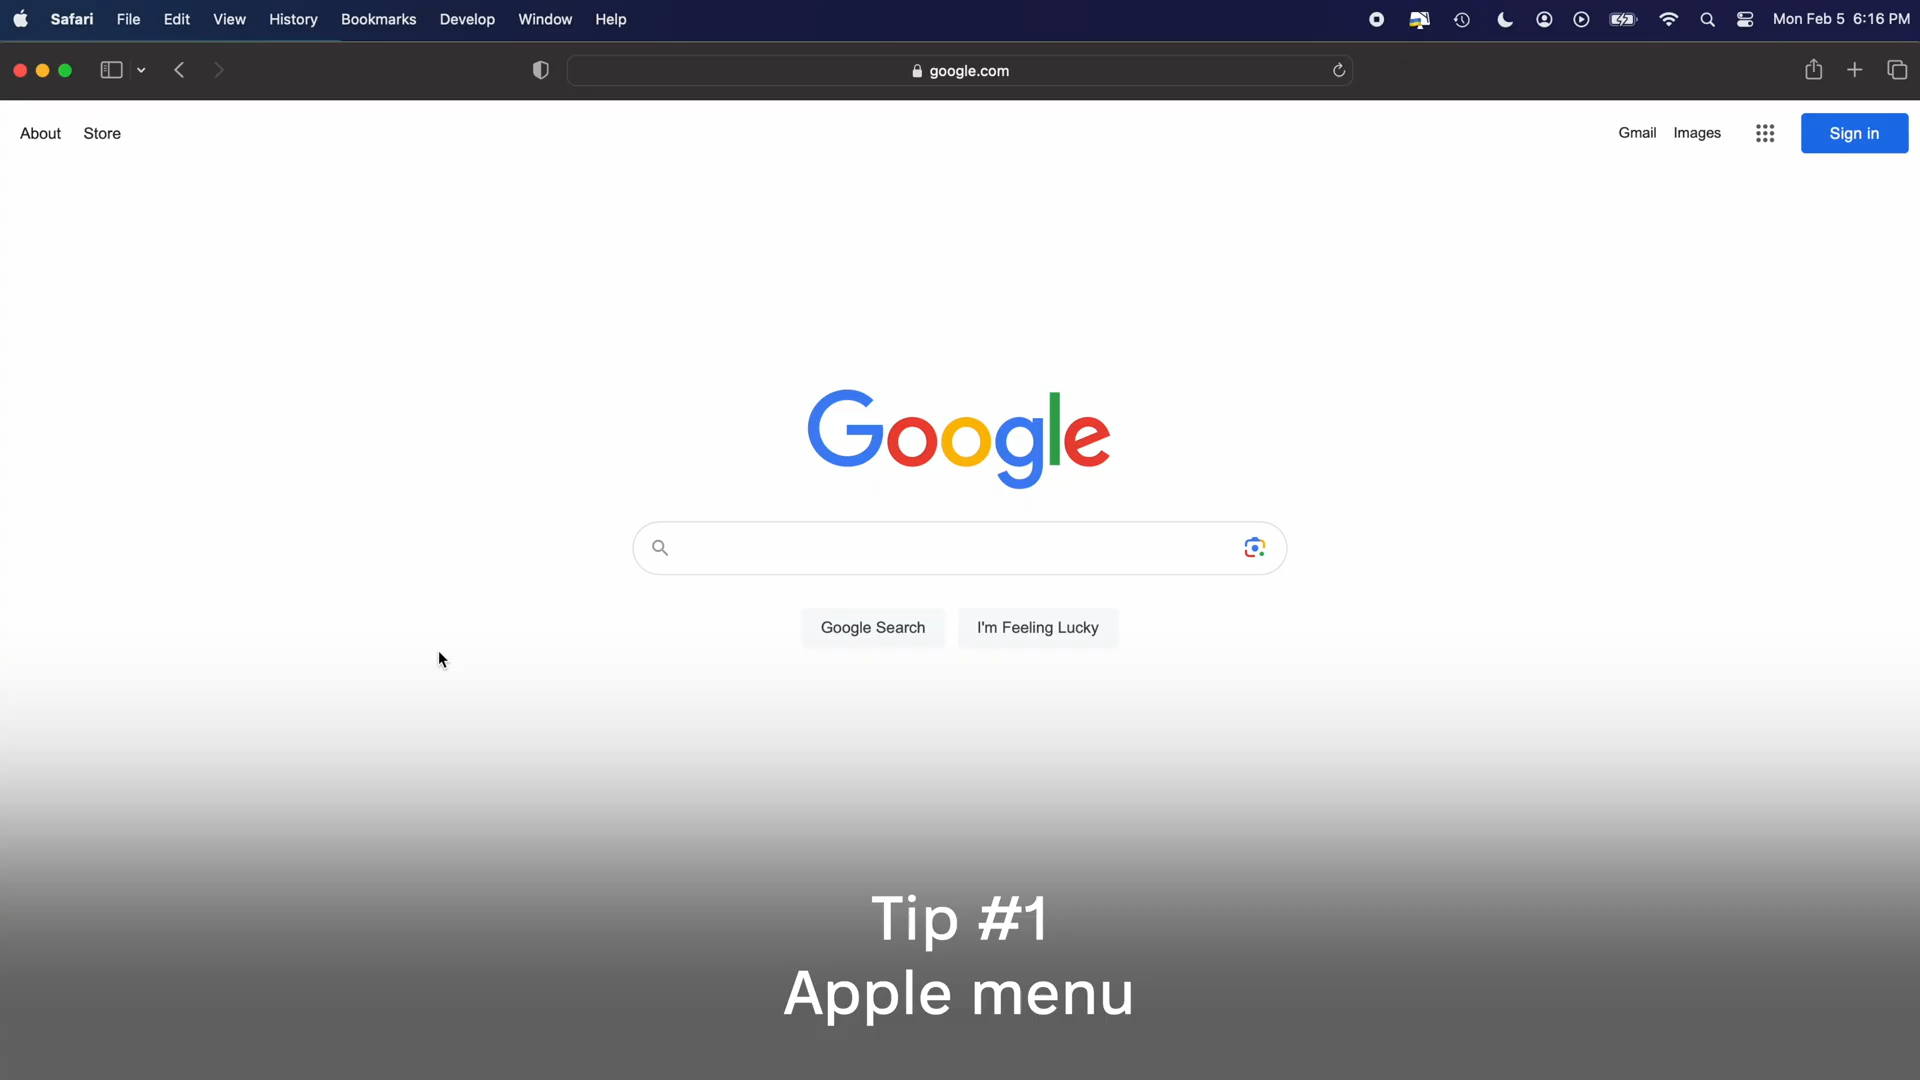 Safari File Edit View History Bookmarks Develop Window Help Mon Feb 5 6:16 PM
google.com
About Store Gmail Images Sign in
Google
Google Search I'm Feeling Lucky
Tip #1
Apple menu